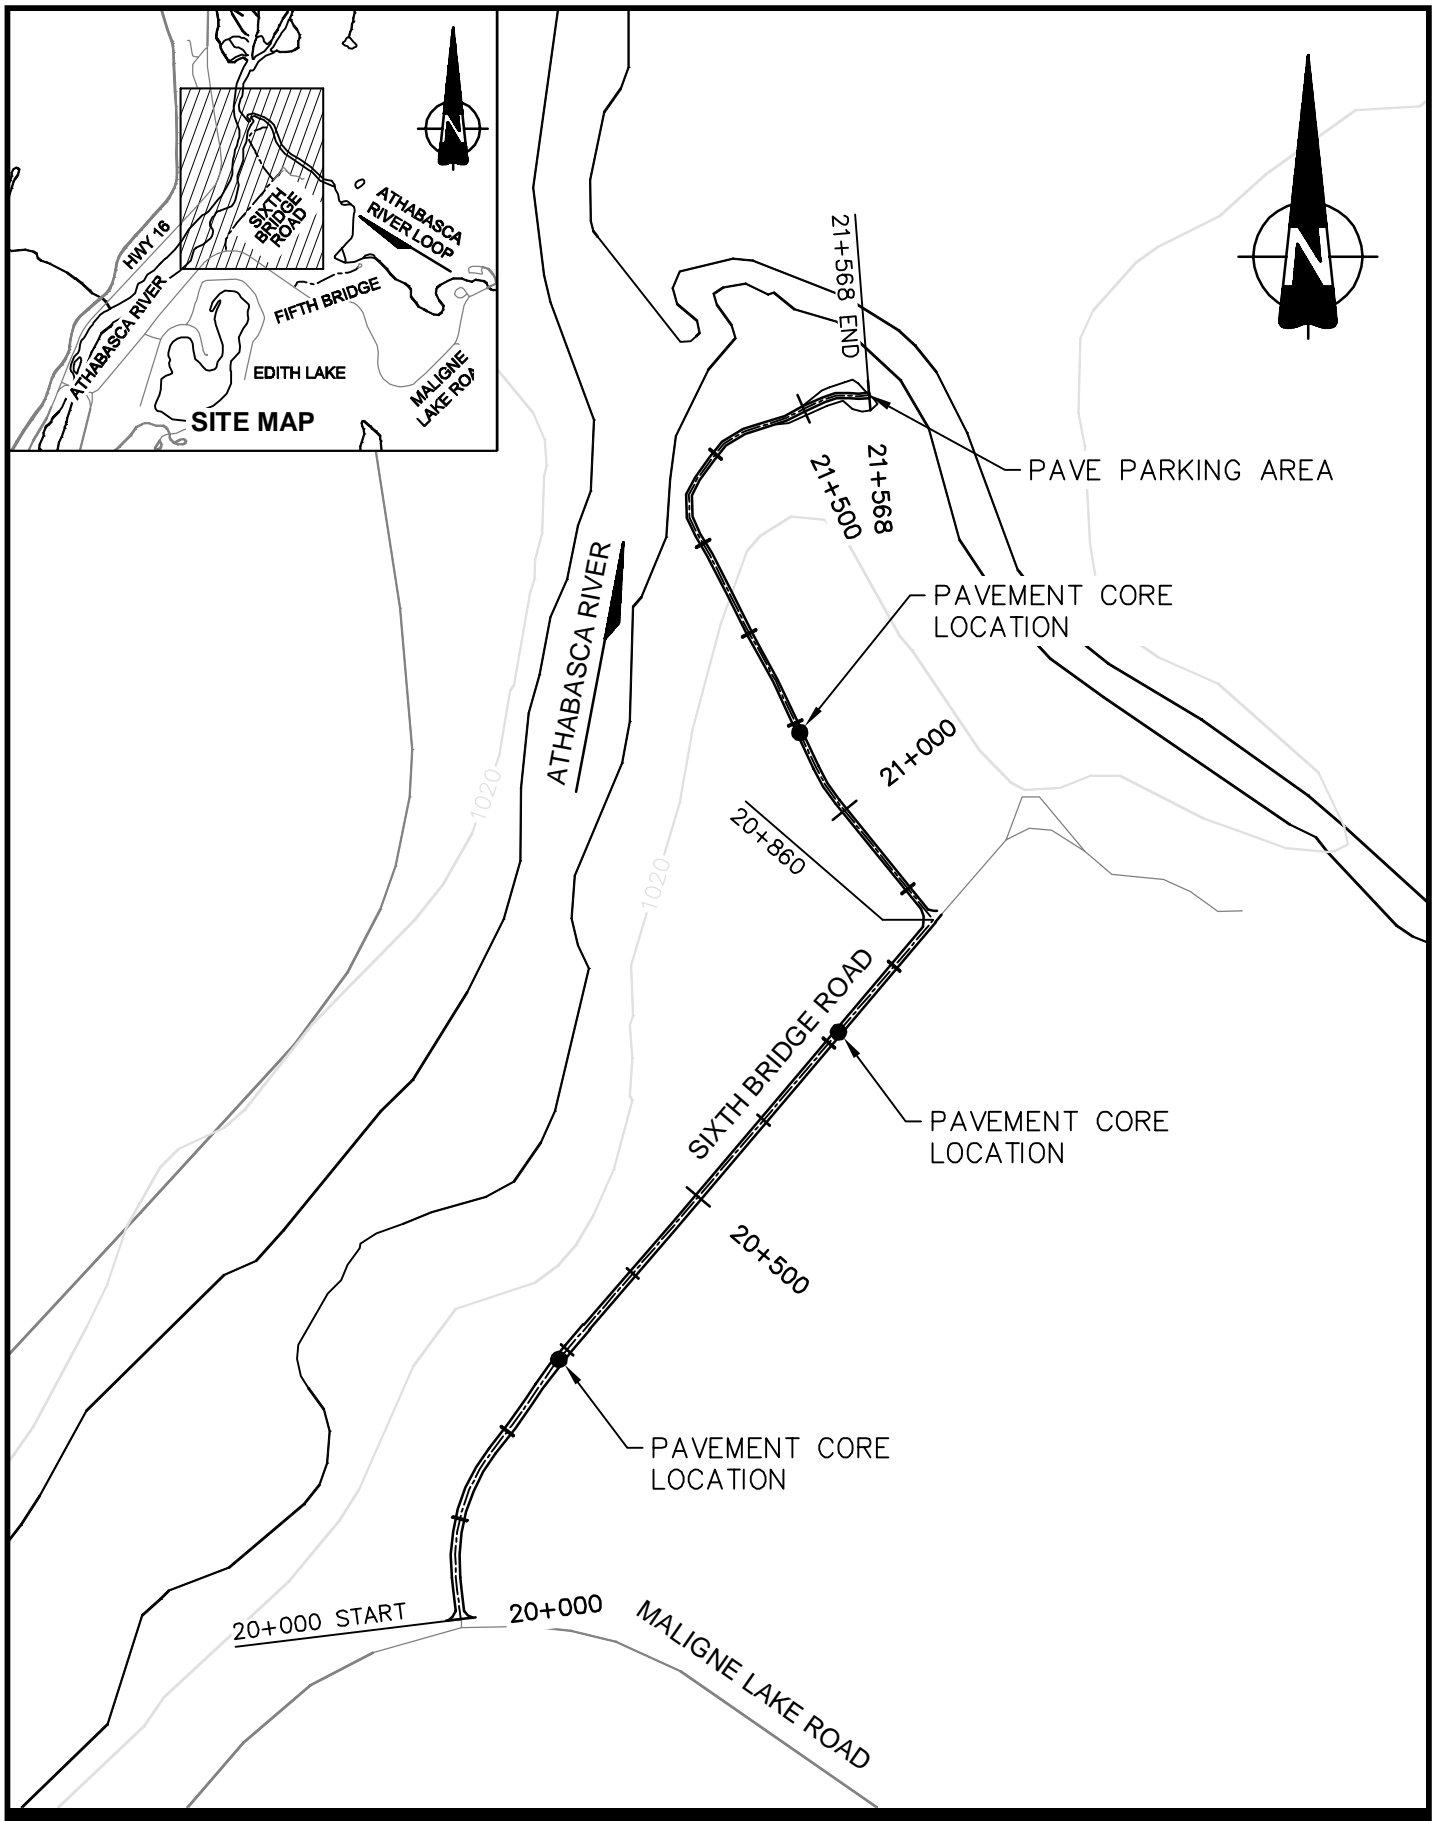 N
HWY 16
SIXTH
BRIDGE
ROAD
ATHABASCA
RIVER LOOP
ATHABASCA RIVER
FIFTH BRIDGE
EDITH LAKE
MALIGNE
LAKE ROA
SITE MAP
N
21+568 END
PAVE PARKING AREA
21+568
21+500
ATHABASCA RIVER
PAVEMENT CORE
LOCATION
21+000
1020
20+860
1020
SIXTH BRIDGE ROAD
PAVEMENT CORE
LOCATION
20+500
PAVEMENT CORE
LOCATION
20+000 START
20+000
MALIGNE LAKE ROAD